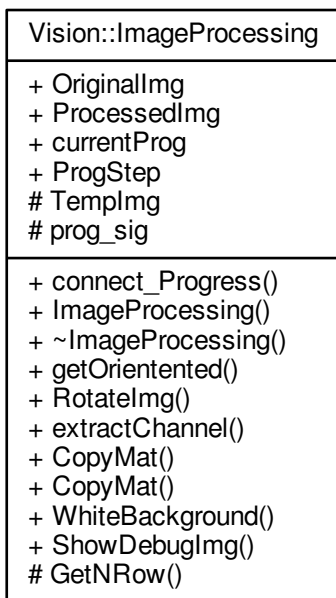 Vision::ImageProcessing
+ OriginalImg
+ ProcessedImg
+ currentProg
+ ProgStep
# TempImg
# prog_sig
+ connect_Progress()
+ ImageProcessing()
+ ~ImageProcessing()
+ getOrientented()
+ RotateImg()
+ extractChannel()
+ CopyMat()
+ CopyMat()
+ WhiteBackground()
+ ShowDebugImg()
# GetNRow()